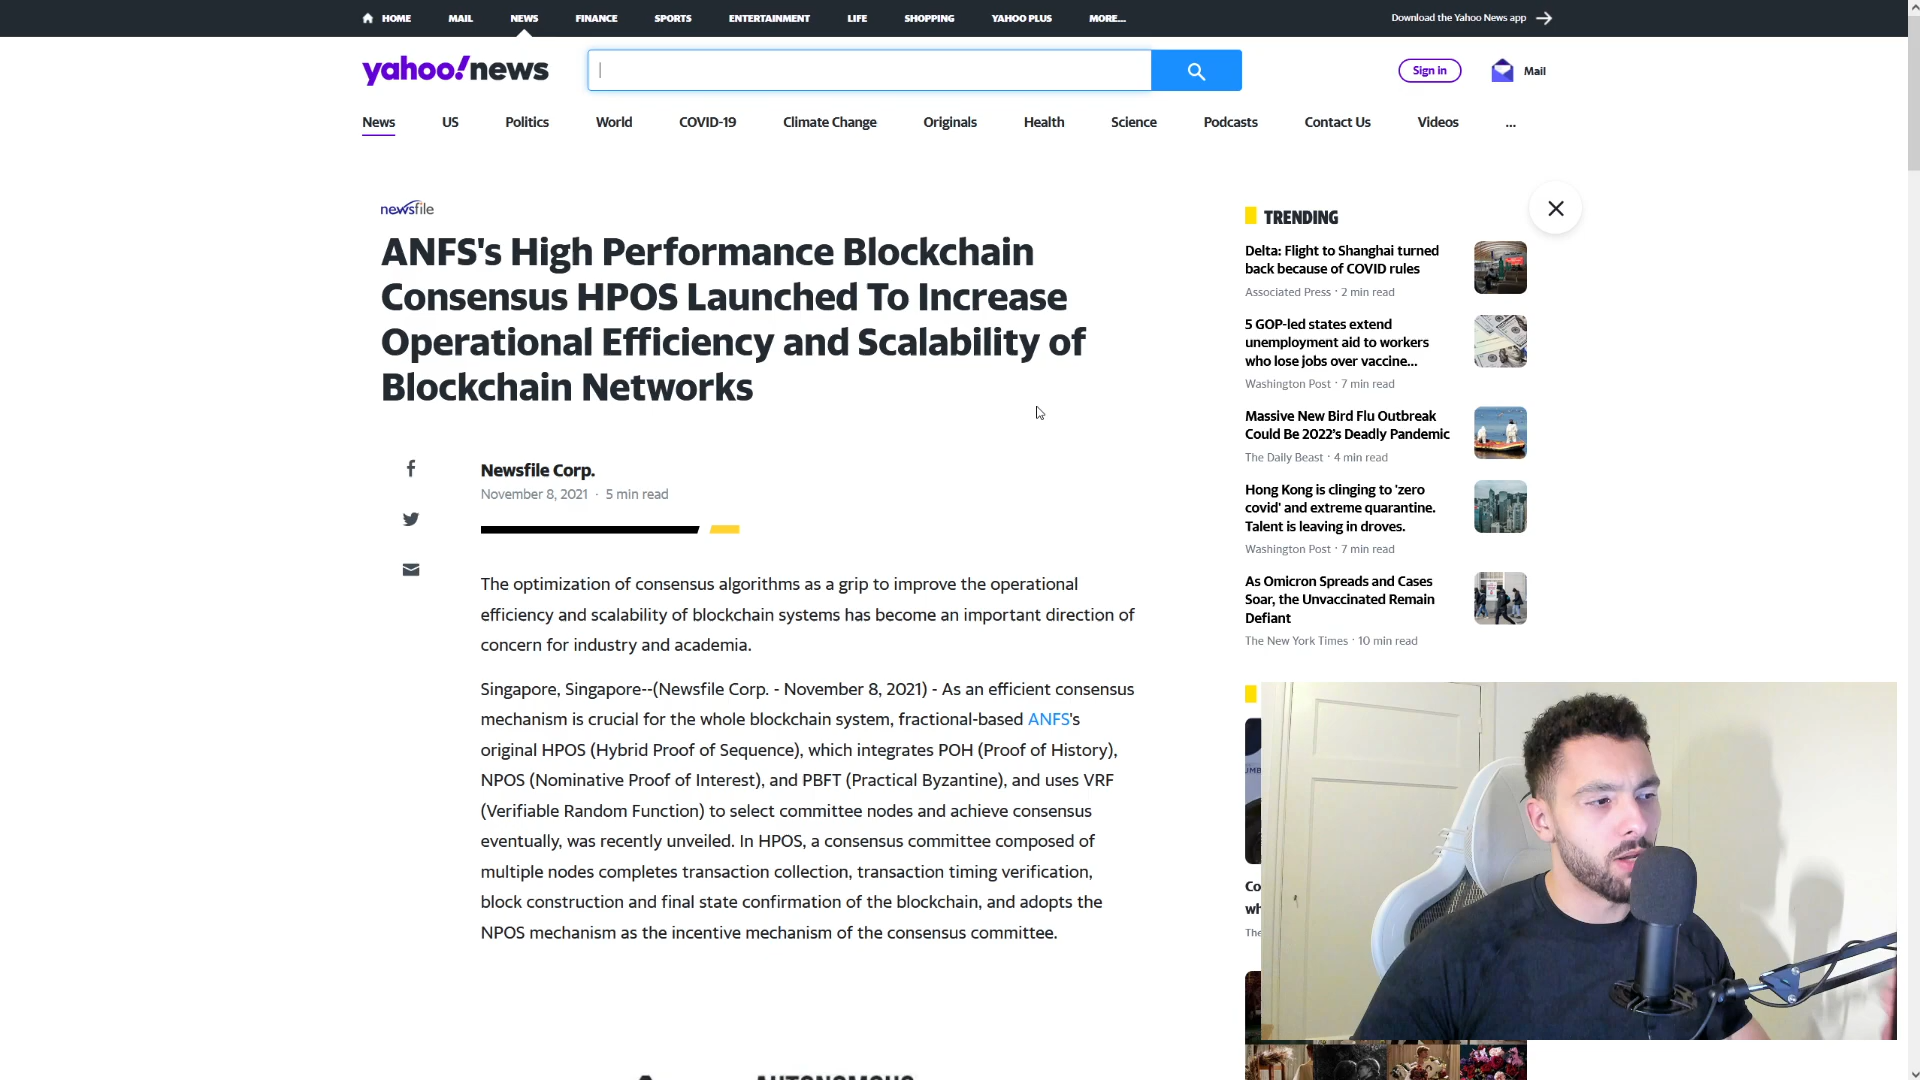 HOME MAIL NEWS FINANCE SPORTS ENTERTAINMENT LIFE SHOPPING YAHOO PLUS MORE... Download the Yahoo News app
yahoo!news
Sign in Mail
News US Politics World COVID-19 Climate Change Originals Health Science Podcasts Contact Us Videos ...
newsfile
ANFS's High Performance Blockchain
Consensus HPOS Launched To Increase
Operational Efficiency and Scalability of
Blockchain Networks
Newsfile Corp.
November 8, 2021 · 5 min read
The optimization of consensus algorithms as a grip to improve the operational
efficiency and scalability of blockchain systems has become an important direction of
concern for industry and academia.
Singapore, Singapore--(Newsfile Corp. - November 8, 2021) - As an efficient consensus
mechanism is crucial for the whole blockchain system, fractional-based ANFS's
original HPOS (Hybrid Proof of Sequence), which integrates POH (Proof of History),
NPOS (Nominative Proof of Interest), and PBFT (Practical Byzantine), and uses VRF
(Verifiable Random Function) to select committee nodes and achieve consensus
eventually, was recently unveiled. In HPOS, a consensus committee composed of
multiple nodes completes transaction collection, transaction timing verification,
block construction and final state confirmation of the blockchain, and adopts the
NPOS mechanism as the incentive mechanism of the consensus committee.
TRENDING
Delta: Flight to Shanghai turned
back because of COVID rules
Associated Press · 2 min read
5 GOP-led states extend
unemployment aid to workers
who lose jobs over vaccine...
Washington Post · 7 min read
Massive New Bird Flu Outbreak
Could Be 2022's Deadly Pandemic
The Daily Beast · 4 min read
Hong Kong is clinging to 'zero
covid' and extreme quarantine.
Talent is leaving in droves.
Washington Post · 7 min read
As Omicron Spreads and Cases
Soar, the Unvaccinated Remain
Defiant
The New York Times · 10 min read
Co
wh
The